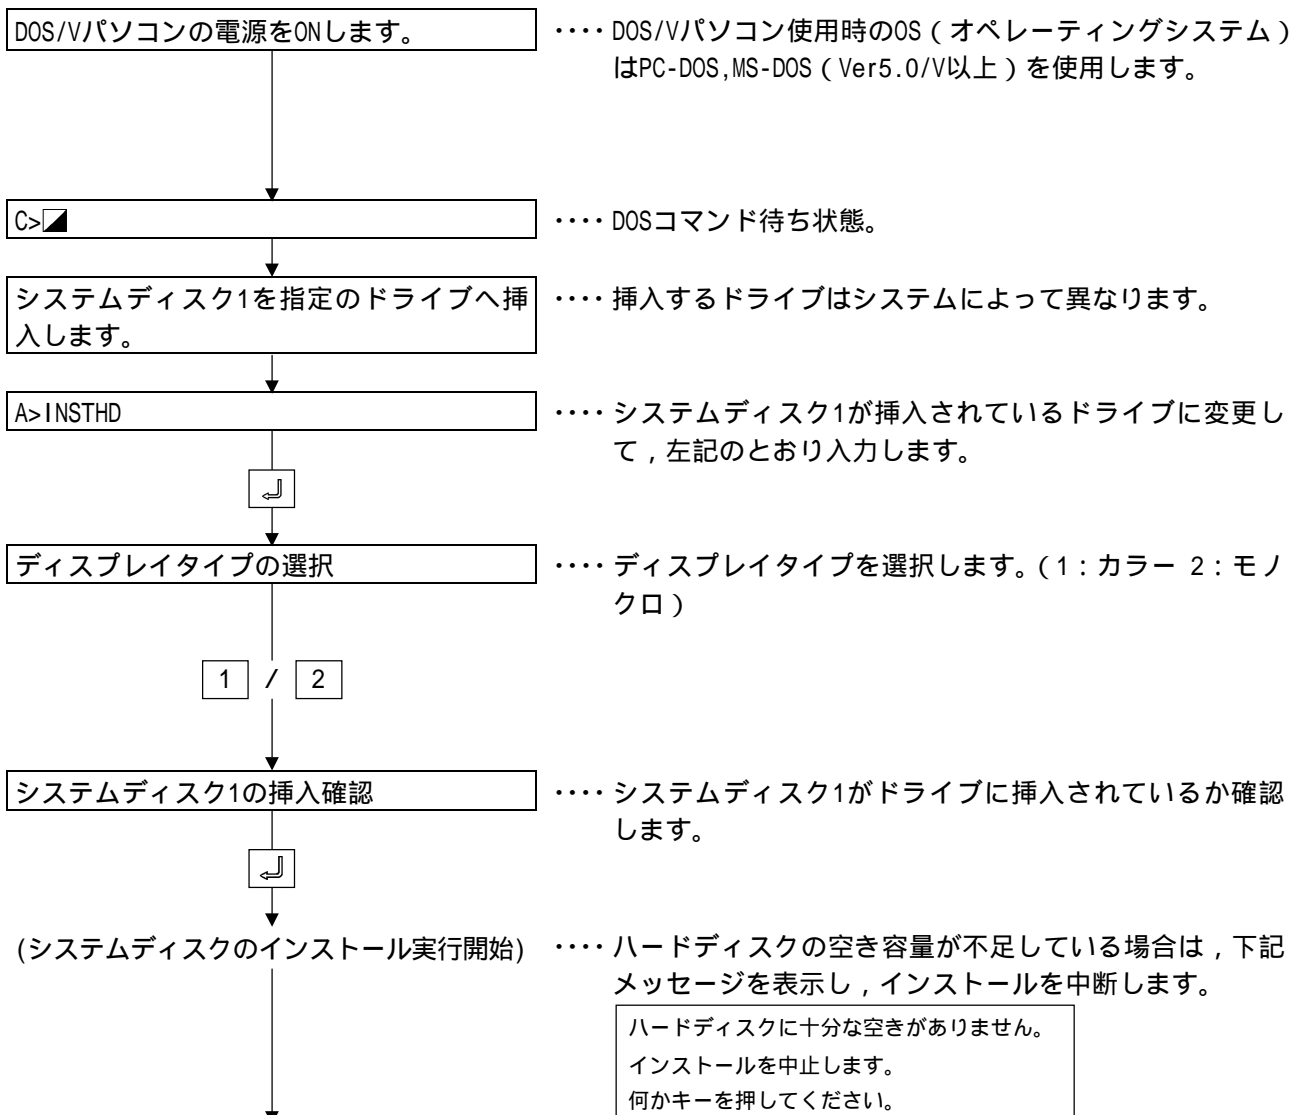 DOS/Vパソコンの電源をONします。
････ DOS/Vパソコン使用時のOS（オペレーティングシステム）
はPC-DOS,MS-DOS（Ver5.0/V以上）を使用します。
C>
････ DOSコマンド待ち状態。
システムディスク1を指定のドライブへ挿
入します。
････ 挿入するドライブはシステムによって異なります。
A>INSTHD
････ システムディスク1が挿入されているドライブに変更し
て，左記のとおり入力します。
ディスプレイタイプの選択
････ ディスプレイタイプを選択します。（1：カラー 2：モノ
クロ）
1 / 2
システムディスク1の挿入確認
････ システムディスク1がドライブに挿入されているか確認
します。
(システムディスクのインストール実行開始)
････ ハードディスクの空き容量が不足している場合は，下記
メッセージを表示し，インストールを中断します。
ハードディスクに十分な空きがありません。
インストールを中止します。
何かキーを押してください。